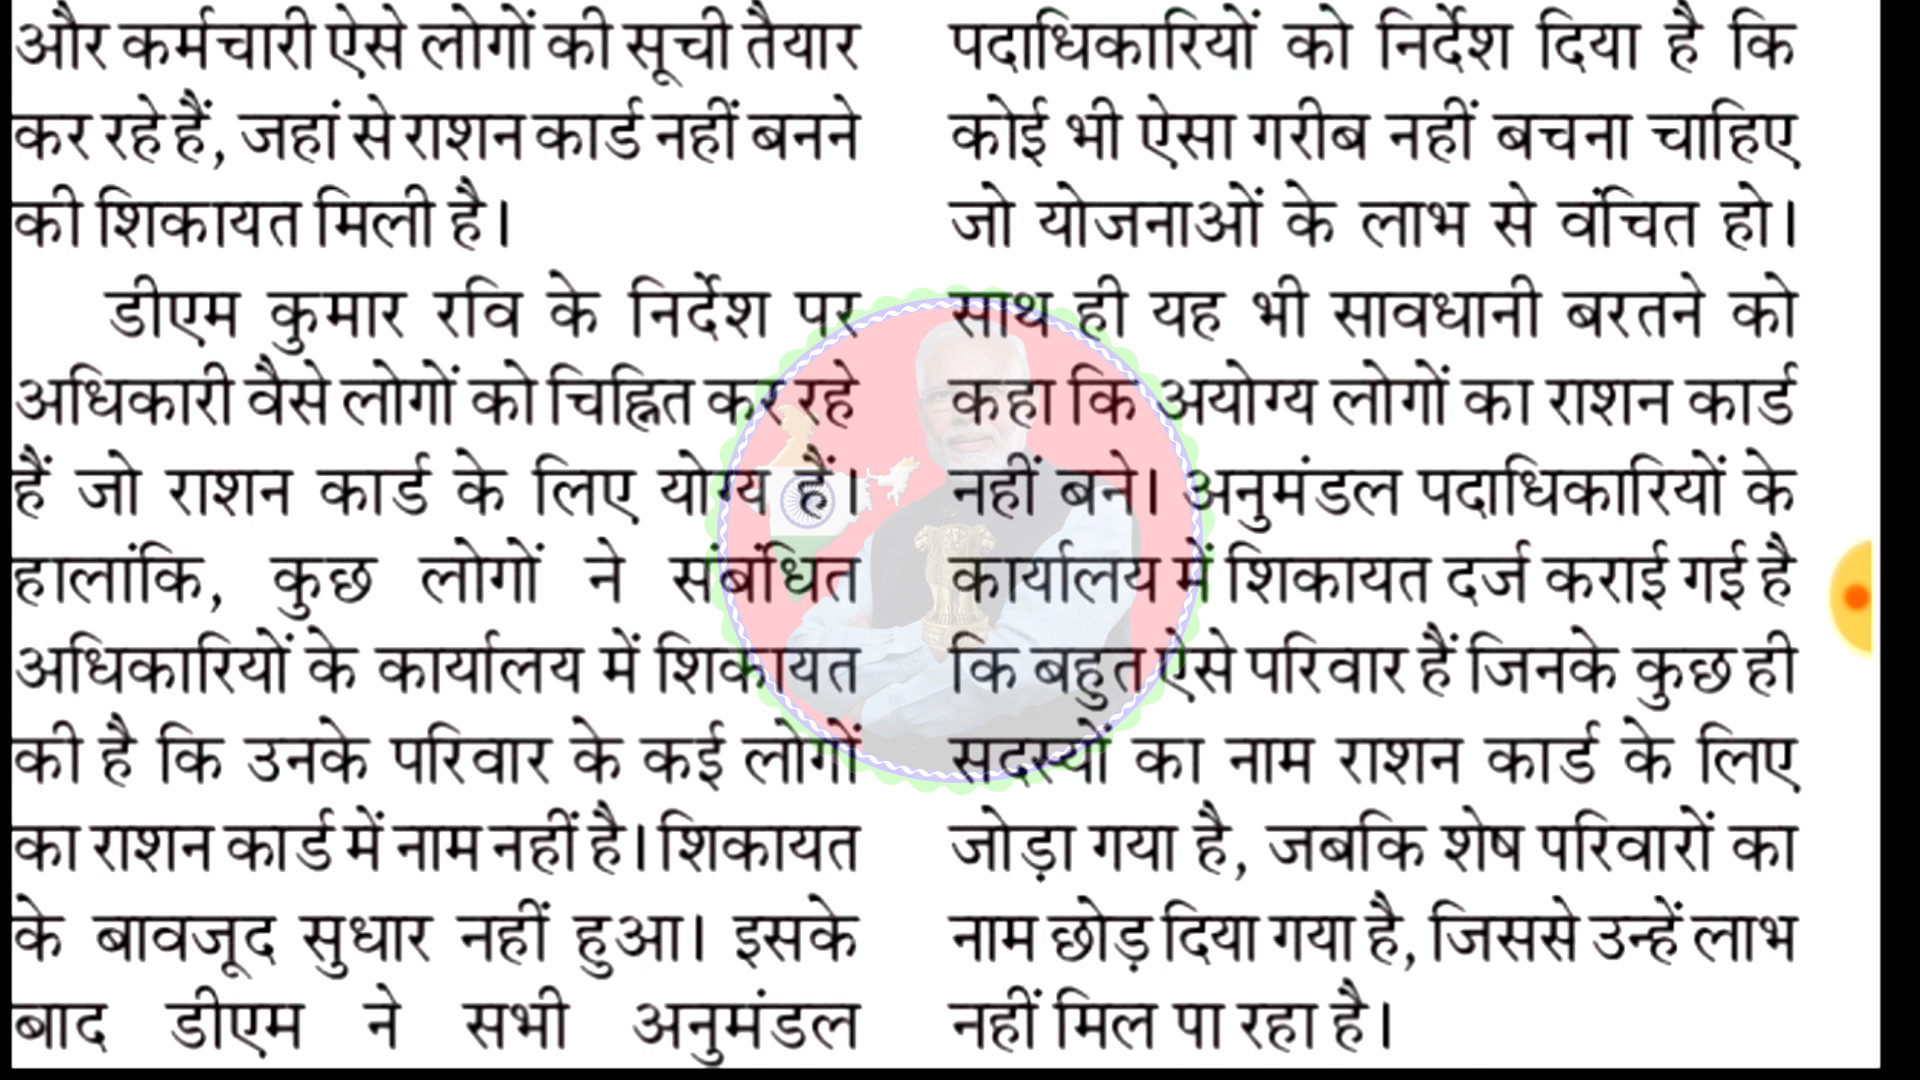 और कर्मचारी ऐसे लोगों की सूची तैयार
कर रहे हैं, जहां से राशन कार्ड नहीं बनने
की शिकायत मिली है।
डीएम कुमार रवि के निर्देश पर
अधिकारी वैसे लोगों को चिह्नित कर रहे
हैं जो राशन कार्ड के लिए योग्य हैं।
हालांकि, कुछ लोगों ने संबंधित
अधिकारियों के कार्यालय में शिकायत
की है कि उनके परिवार के कई लोगों
का राशन कार्ड में नाम नहीं है। शिकायत
के बावजूद सुधार नहीं हुआ। इसके
बाद डीएम ने सभी अनुमंडल
पदाधिकारियों को निर्देश दिया है कि
कोई भी ऐसा गरीब नहीं बचना चाहिए
जो योजनाओं के लाभ से वंचित हो।
साथ ही यह भी सावधानी बरतने को
कहा कि अयोग्य लोगों का राशन कार्ड
नहीं बने। अनुमंडल पदाधिकारियों के
कार्यालय में शिकायत दर्ज कराई गई है
कि बहुत ऐसे परिवार हैं जिनके कुछ ही
सदस्यों का नाम राशन कार्ड के लिए
जोड़ा गया है, जबकि शेष परिवारों का
नाम छोड़ दिया गया है, जिससे उन्हें लाभ
नहीं मिल पा रहा है।